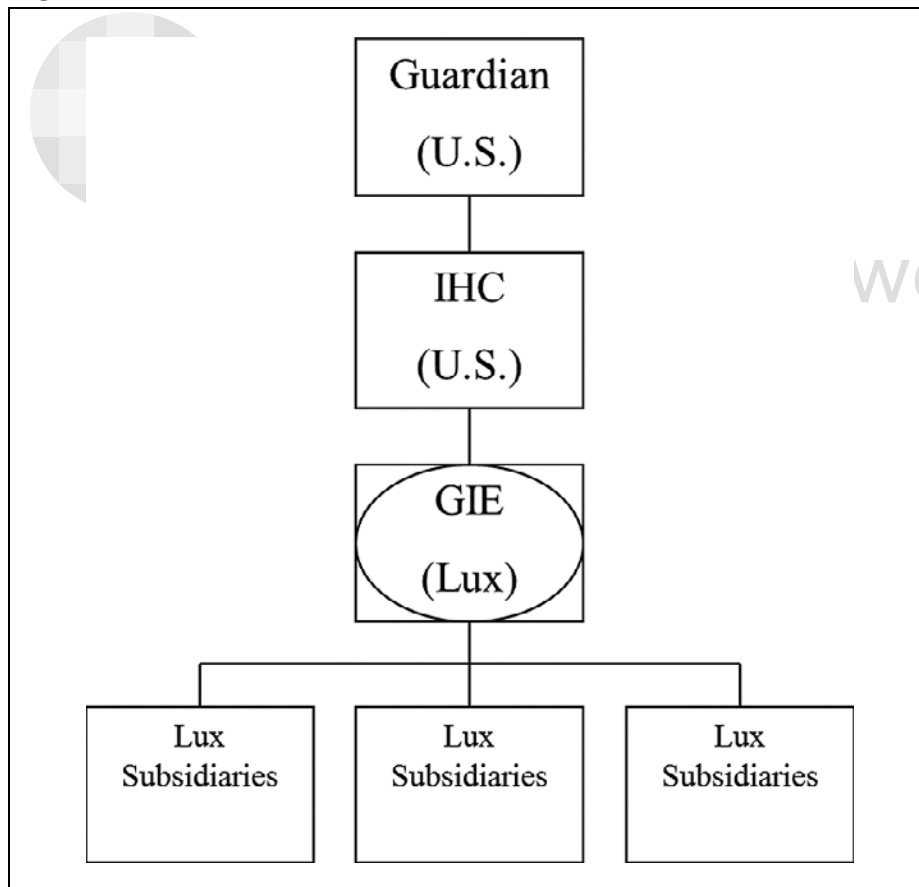 Guardian
(U.S.)
IHC
(U.S.)
GIE
(Lux)
Lux
Subsidiaries
Lux
Subsidiaries
Lux
Subsidiaries